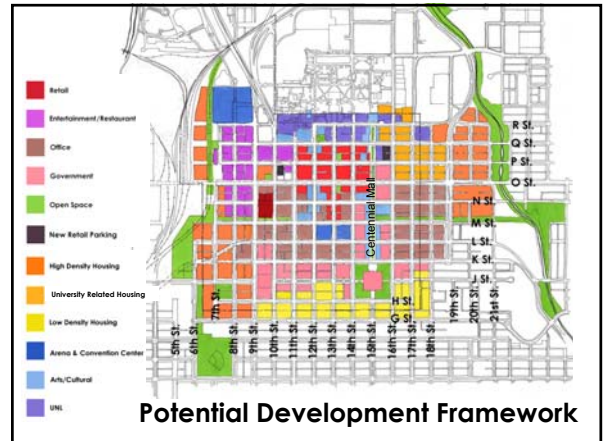 Retail
Entertainment/Restaurant
Office
Government
Open Space
New Retail Parking
High Density Housing
University Related Housing
Low Density Housing
Arena & Convention Center
Arts/Cultural
UNL
Centennial Mall
R St.
Q St.
P St.
O St.
N St.
M St.
L St.
K St.
J St.
H St.
G St.
5th St.
6th St.
7th St.
8th St.
9th St.
10th St.
11th St.
12th St.
13th St.
14th St.
15th St.
16th St.
17th St.
18th St.
19th St.
20th St.
21st St.
Potential Development Framework